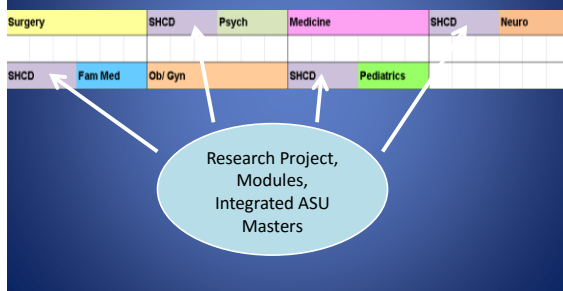 Surgery SHCD Psych Medicine SHCD Neuro
SHCD Fam Med Ob/ Gyn SHCD Pediatrics
Research Project,
Modules,
Integrated ASU
Masters